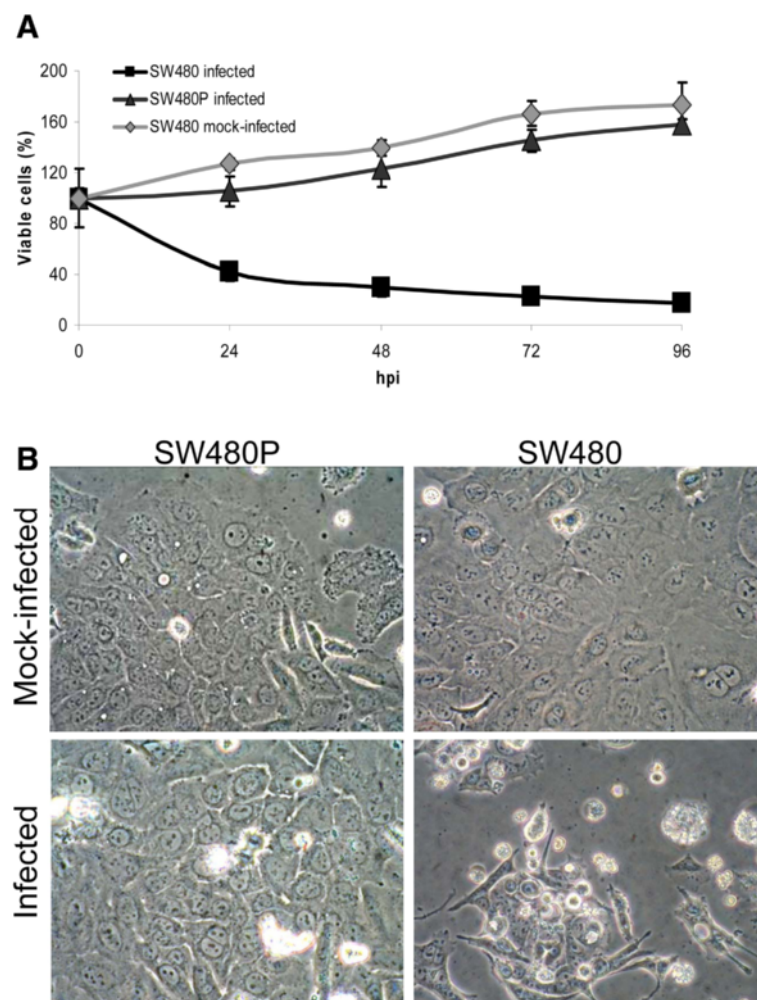 A
200
160
120
80
40
0
Viable cells (%)
SW480 infected
SW480P infected
SW480 mock-infected
0 24 48 72 96
hpi
B
SW480P SW480
Mock-infected
Infected